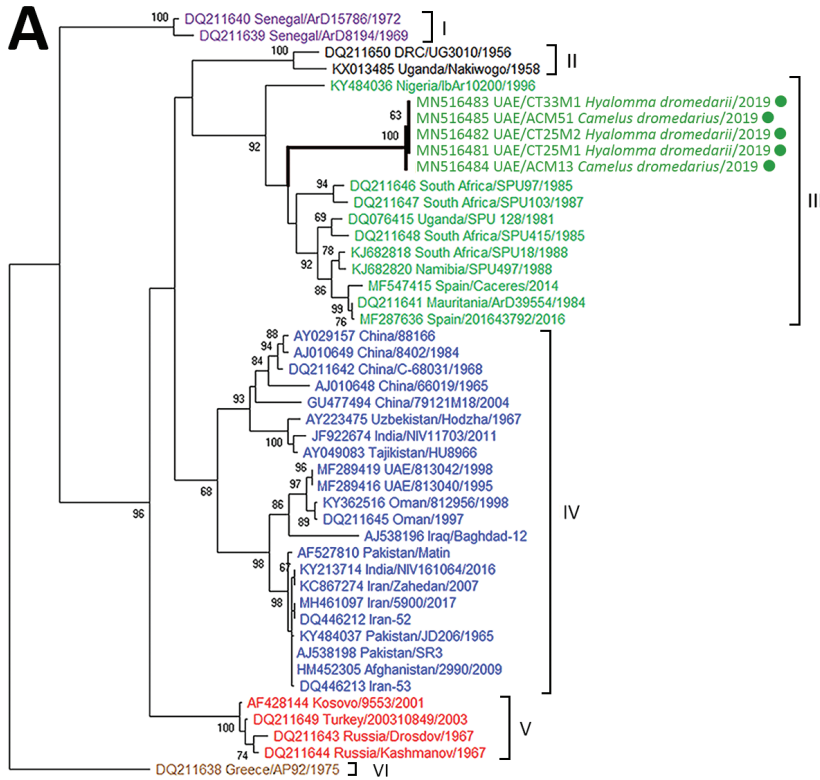 A
100 DQ211640 Senegal/ArD15786/1972
DQ211639 Senegal/ArD8194/1969
I
100 DQ211650 DRC/UG3010/1956
KX013485 Uganda/Nakiwogo/1958
II
KY484036 Nigeria/IbAr10200/1996
MN516483 UAE/CT33M1 Hyalomma dromedarii/2019
63 MN516485 UAE/ACM51 Camelus dromedarius/2019
100 MN516482 UAE/CT25M2 Hyalomma dromedarii/2019
92 MN516481 UAE/CT25M1 Hyalomma dromedarii/2019
MN516484 UAE/ACM13 Camelus dromedarius/2019
94 DQ211646 South Africa/SPU97/1985
DQ211647 South Africa/SPU103/1987
III
69 DQ076415 Uganda/SPU 128/1981
DQ211648 South Africa/SPU415/1985
78 KJ682818 South Africa/SPU18/1988
92 KJ682820 Namibia/SPU497/1988
86 MF547415 Spain/Caceres/2014
99 DQ211641 Mauritania/ArD39554/1984
76 MF287636 Spain/201643792/2016
88 AY029157 China/88166
94 AJ010649 China/8402/1984
84 DQ211642 China/C-68031/1968
AJ010648 China/66019/1965
93 GU477494 China/79121M18/2004
AY223475 Uzbekistan/Hodzha/1967
100 JF922674 India/NIV11703/2011
AY049083 Tajikistan/HU8966
96 MF289419 UAE/813042/1998
97 MF289416 UAE/813040/1995
68
86 KY362516 Oman/812956/1998
89 DQ211645 Oman/1997
IV
96
AJ538196 Iraq/Baghdad-12
AF527810 Pakistan/Matin
98 67 KY213714 India/NIV161064/2016
KC867274 Iran/Zahedan/2007
98 MH461097 Iran/5900/2017
DQ446212 Iran-52
KY484037 Pakistan/JD206/1965
AJ538198 Pakistan/SR3
HM452305 Afghanistan/2990/2009
DQ446213 Iran-53
AF428144 Kosovo/9553/2001
100 DQ211649 Turkey/200310849/2003
V
DQ211643 Russia/Drosdov/1967
74 DQ211644 Russia/Kashmanov/1967
DQ211638 Greece/AP92/1975
VI